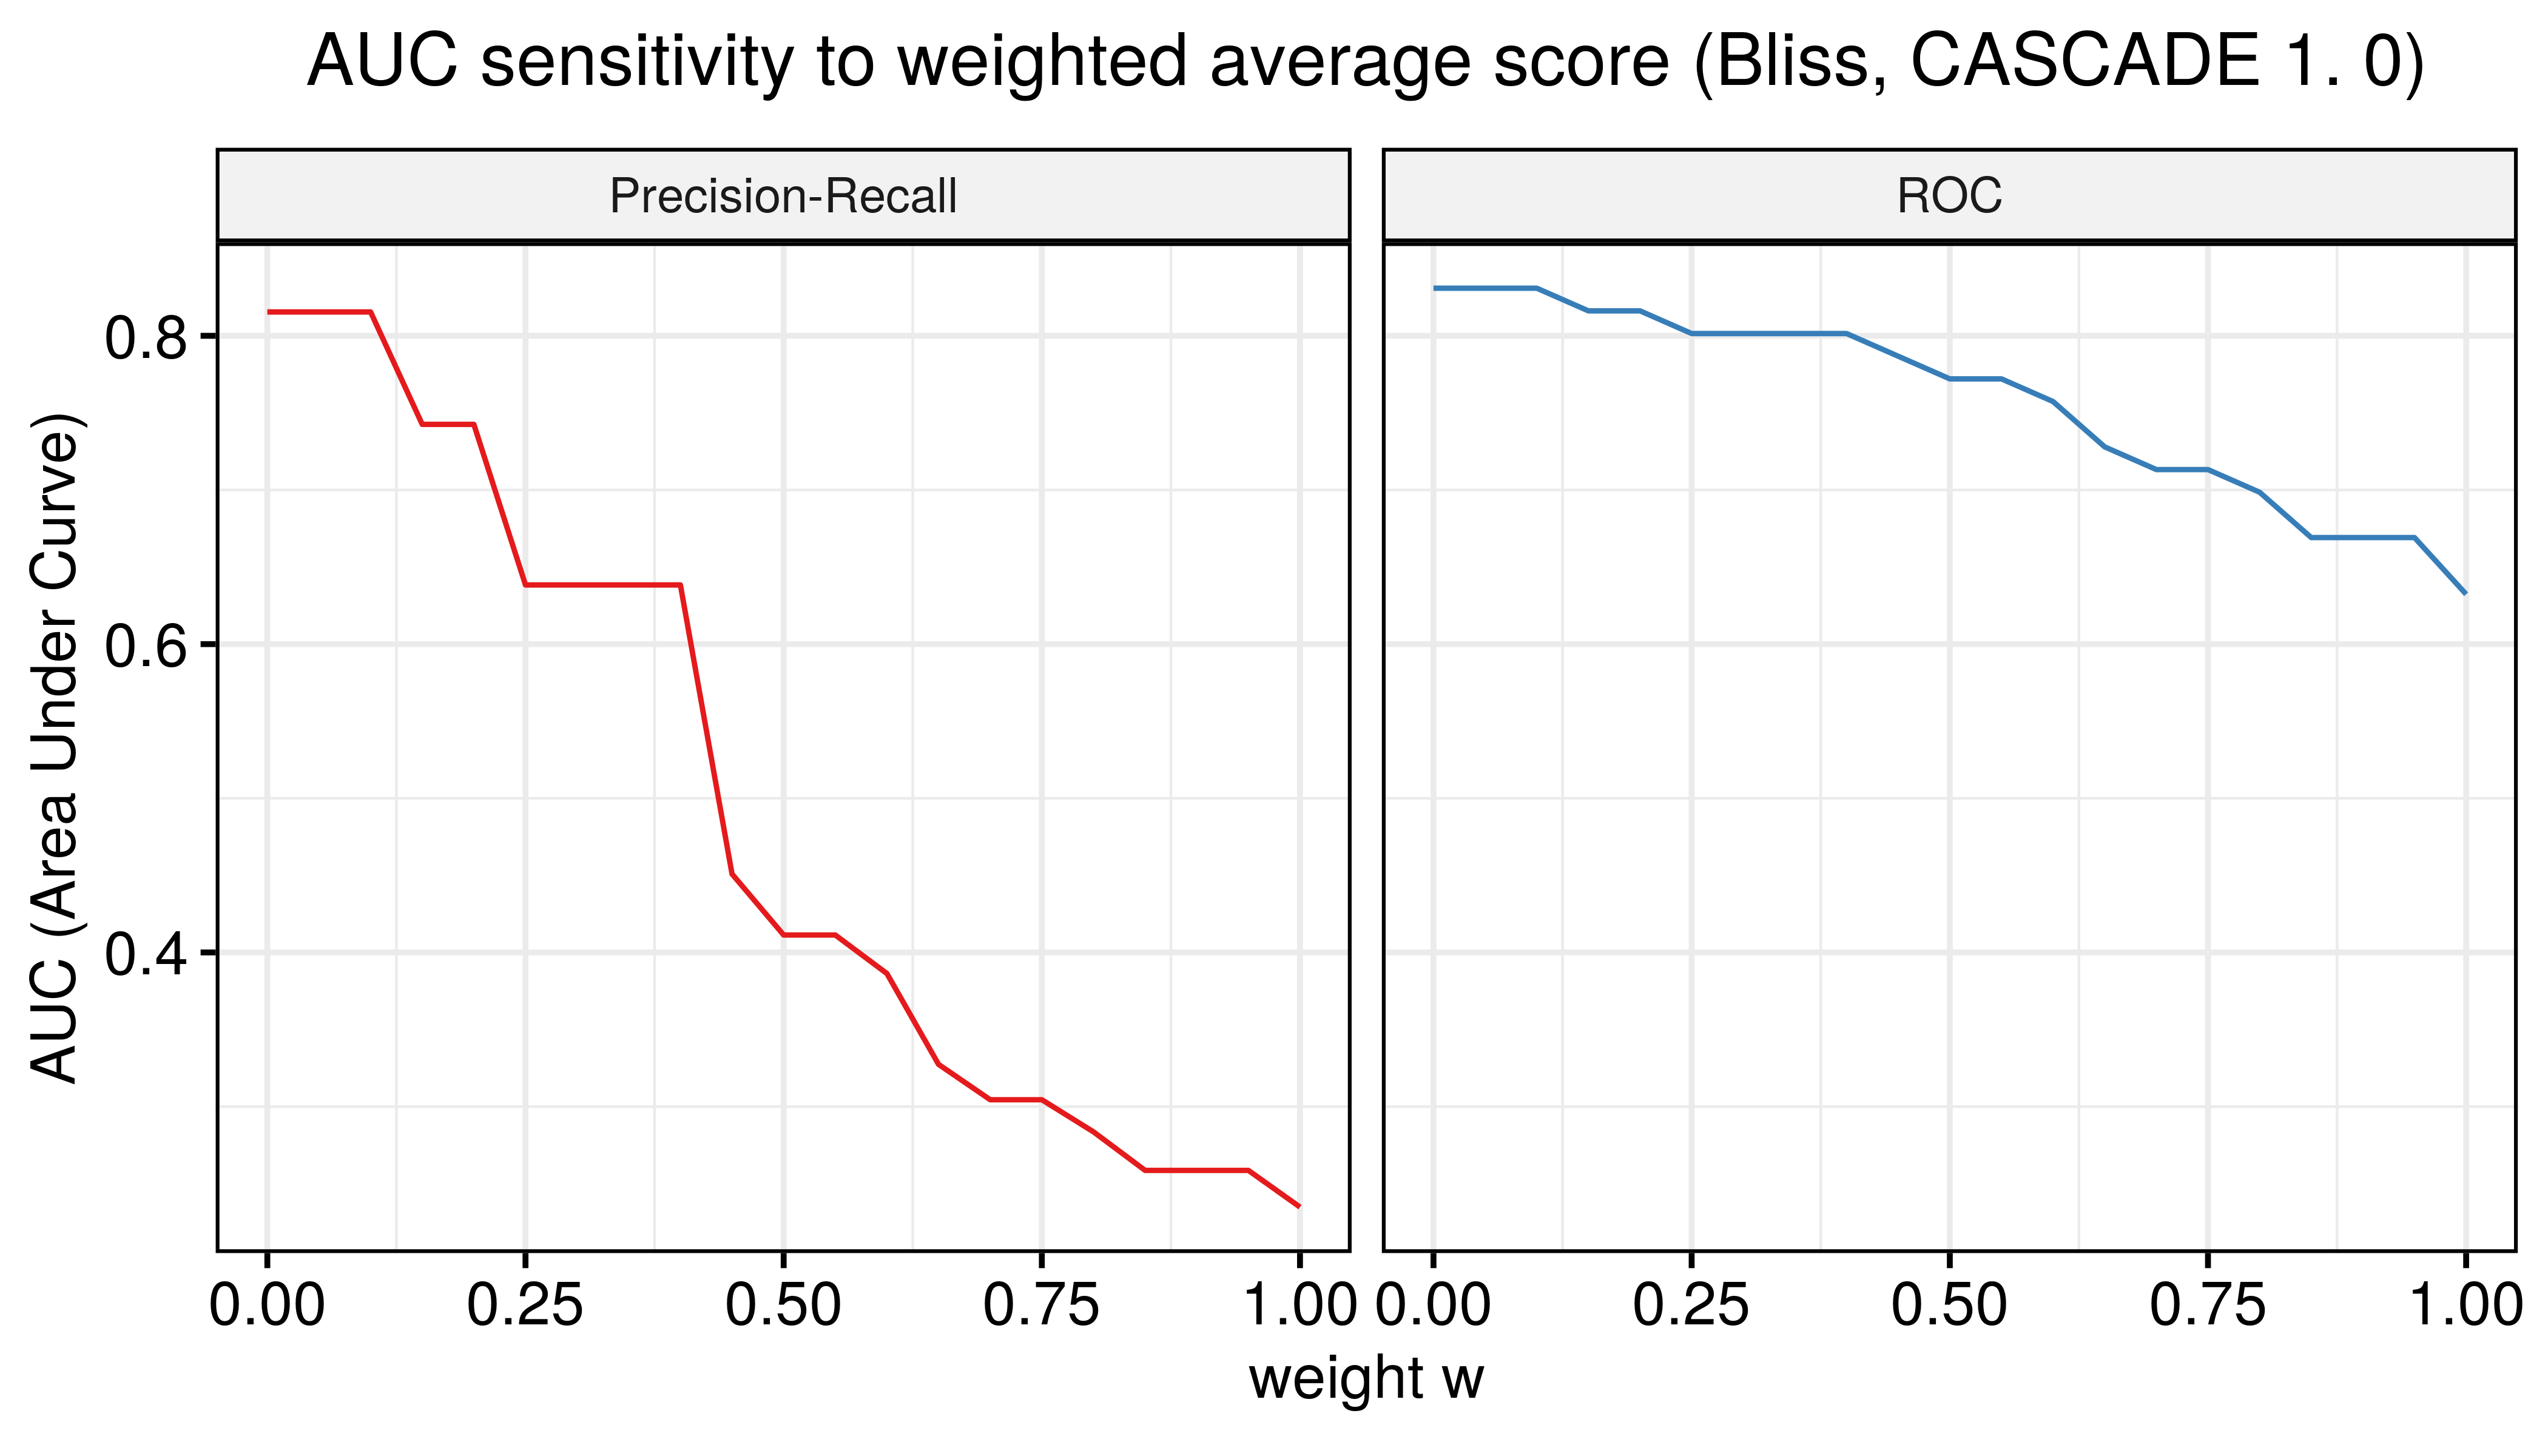 AUC sensitivity to weighted average score (Bliss, CASCADE 1. 0)
Precision-Recall
ROC
AUC (Area Under Curve)
0.8
0.6
0.4
0.00 0.25 0.50 0.75 1.00
0.00 0.25 0.50 0.75 1.00
weight w